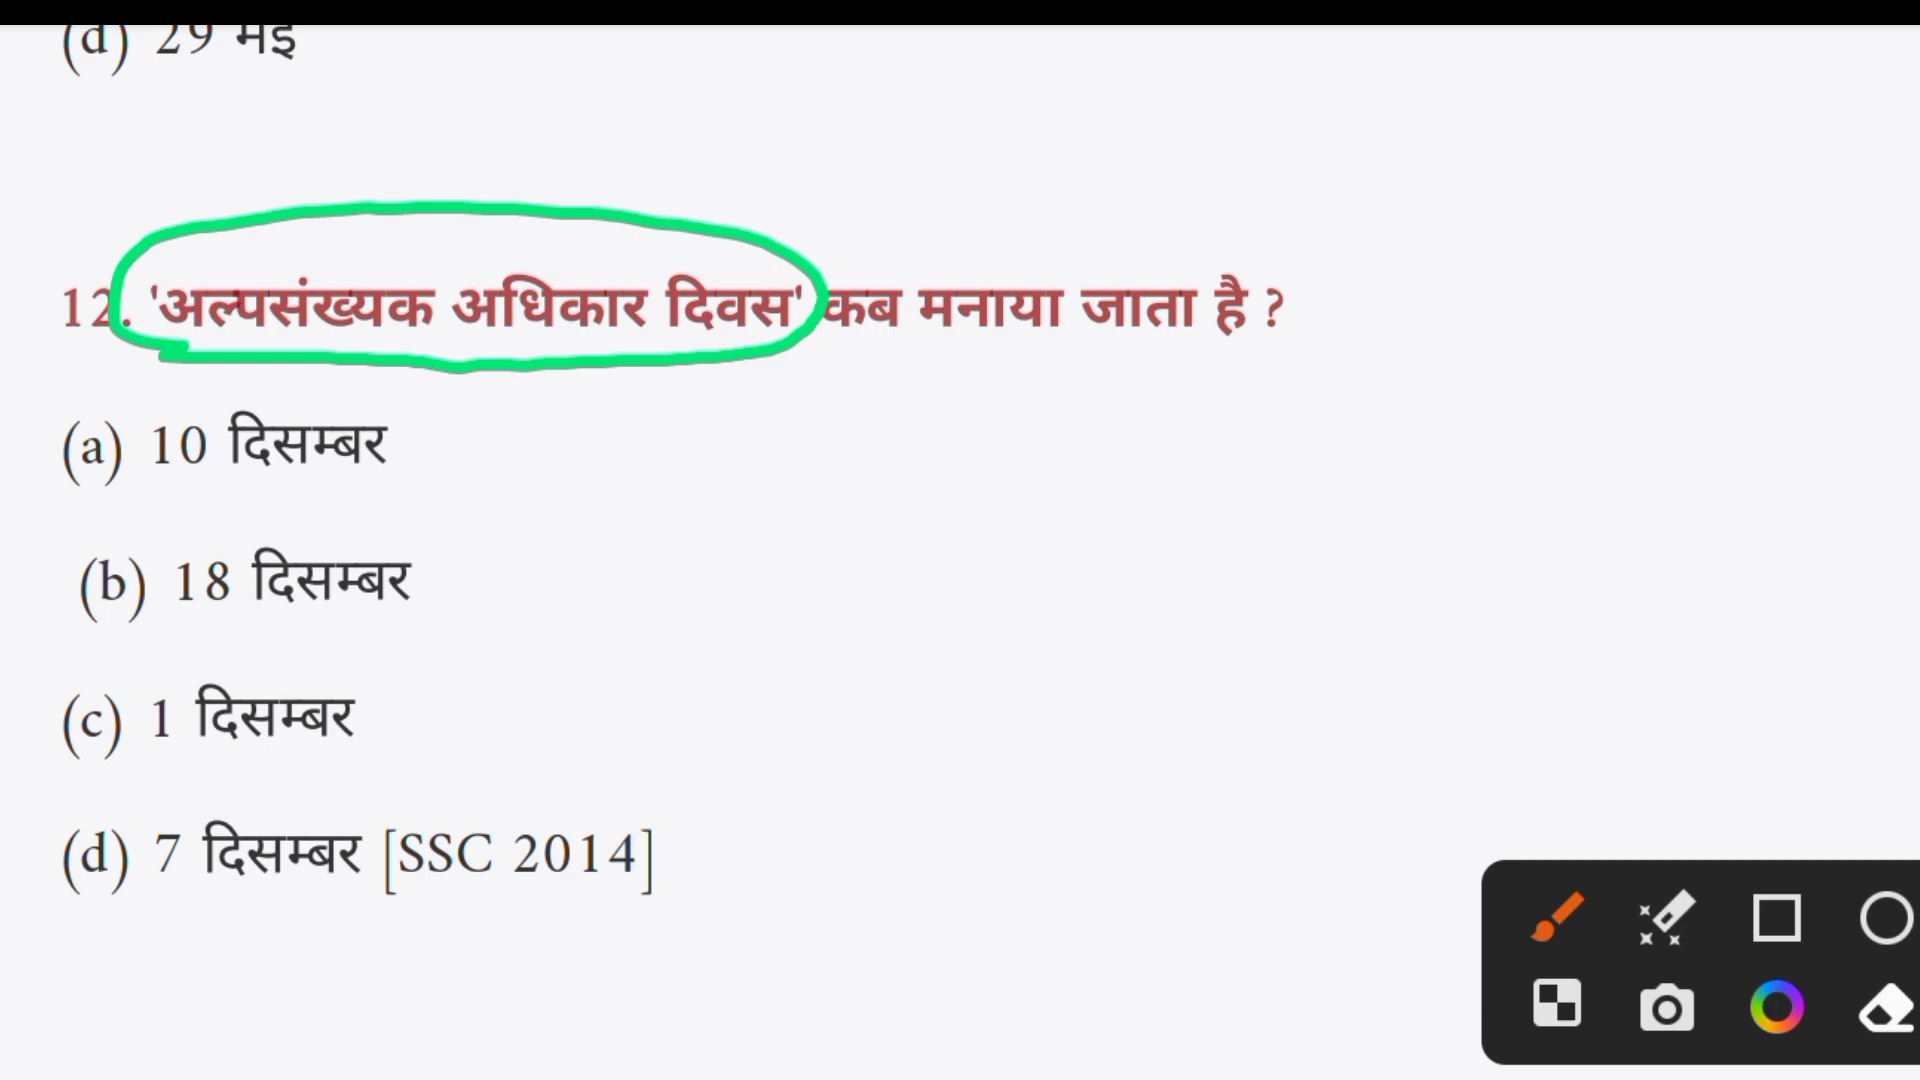 (d) 29 मई
12. 'अल्पसंख्यक अधिकार दिवस' कब मनाया जाता है ?
(a) 10 दिसम्बर
(b) 18 दिसम्बर
(c) 1 दिसम्बर
(d) 7 दिसम्बर [SSC 2014]